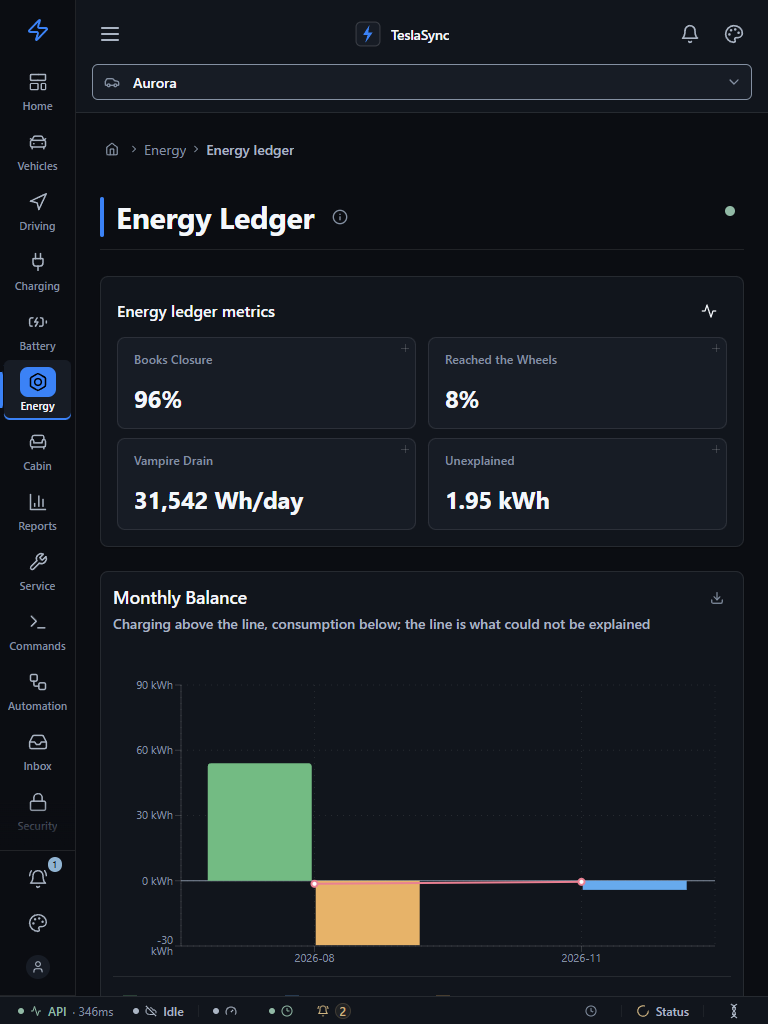 TeslaSync
Aurora
Home
Vehicles
Driving
Charging
Battery
Energy
Cabin
Reports
Service
Commands
Automation
Inbox
Security
1
Energy
Energy ledger
Energy Ledger
Energy ledger metrics
Books Closure
96%
Reached the Wheels
8%
Vampire Drain
31,542 Wh/day
Unexplained
1.95 kWh
Monthly Balance
Charging above the line, consumption below; the line is what could not be explained
90 kWh
60 kWh
30 kWh
0 kWh
-30
kWh
2026-08
2026-11
API · 346ms
Idle
2
Status